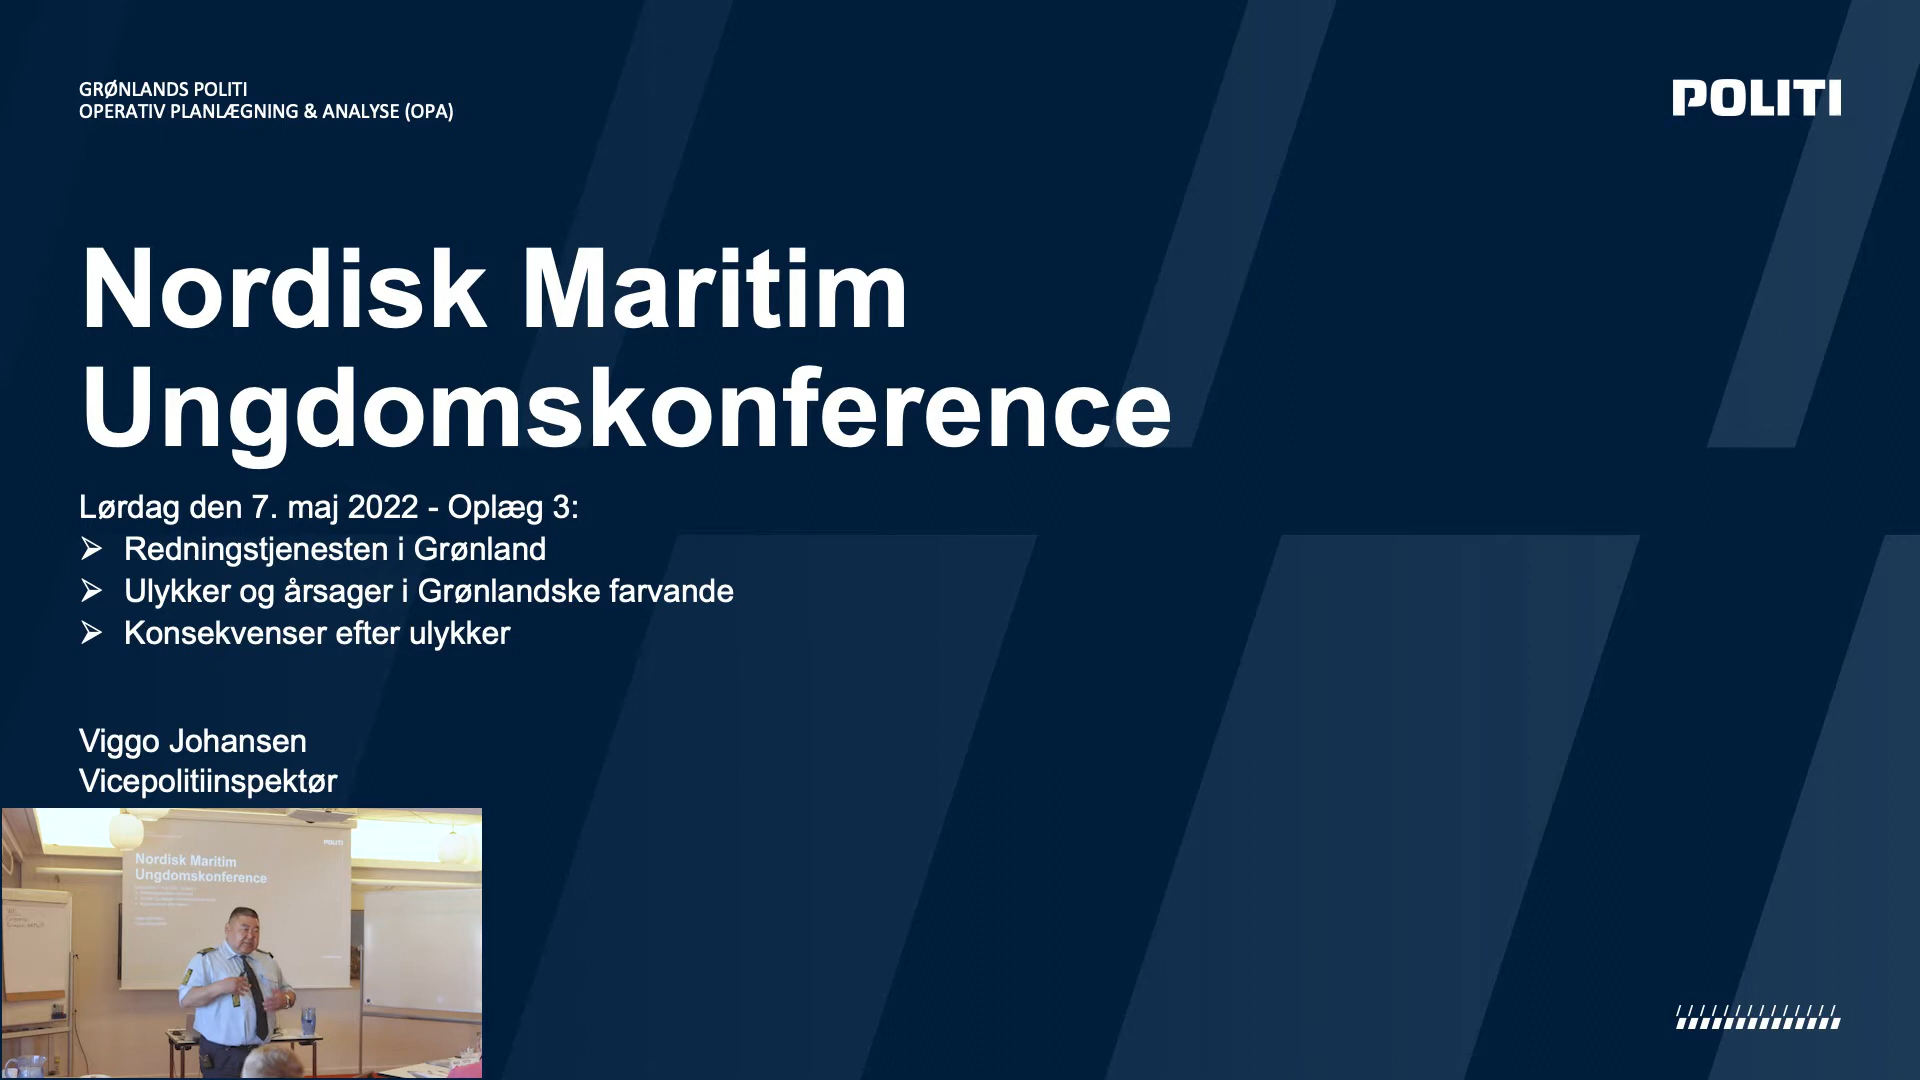 GRØNLANDS POLITI
OPERATIV PLANLÆGNING & ANALYSE (OPA)
POLITI
Nordisk Maritim
Ungdomskonference
Lørdag den 7. maj 2022 - Oplæg 3:
➢ Redningstjenesten i Grønland
➢ Ulykker og årsager i Grønlandske farvande
➢ Konsekvenser efter ulykker
Viggo Johansen
Vicepolitiinspektør
POLITI
Nordisk Maritim
Ungdomskonference